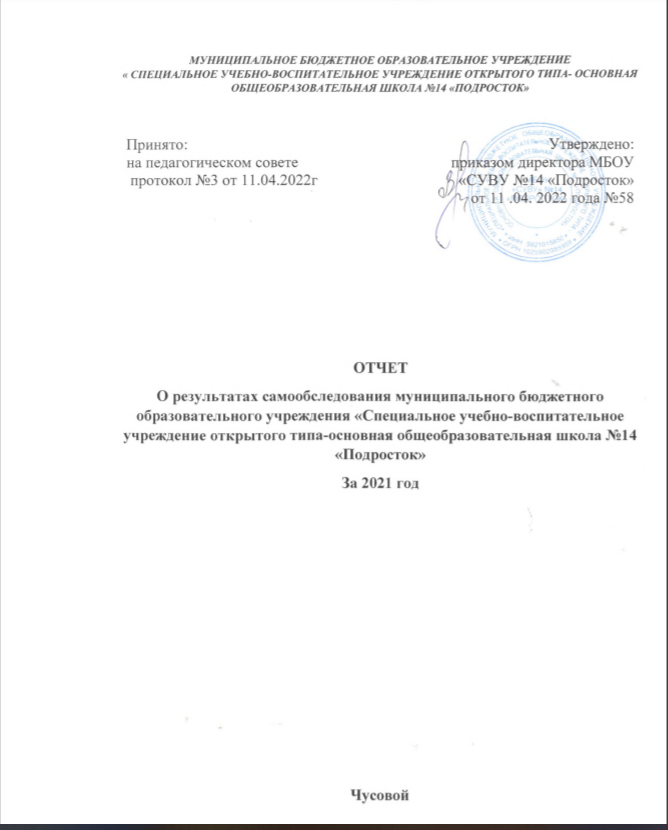 МУНИЦИПАЛЬНОЕ БЮДЖЕТНОЕ ОБРАЗОВАТЕЛЬНОЕ УЧРЕЖДЕНИЕ
« СПЕЦИАЛЬНОЕ УЧЕБНО-ВОСПИТАТЕЛЬНОЕ УЧРЕЖДЕНИЕ ОТКРЫТОГО ТИПА- ОСНОВНАЯ
ОБЩЕОБРАЗОВАТЕЛЬНАЯ ШКОЛА №14 «ПОДРОСТОК»
Принято:
на педагогическом совете
протокол №3 от 11.04.2022г
Утверждено:
приказом директора МБОУ
«СУВУ №14 «Подросток»
от 11 .04. 2022 года №58
ОТЧЕТ
О результатах самообследования муниципального бюджетного
образовательного учреждения «Специальное учебно-воспитательное
учреждение открытого типа-основная общеобразовательная школа №14
«Подросток»
За 2021 год
Чусовой